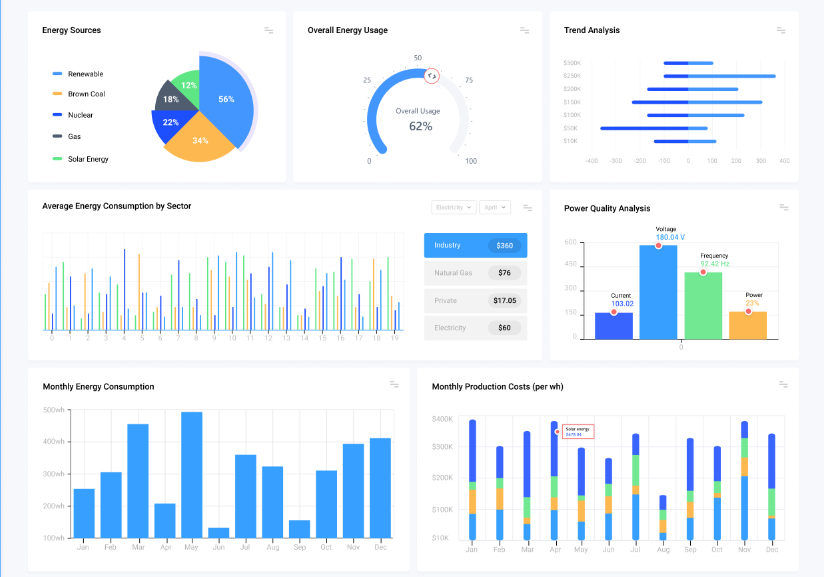 Energy Sources
Renewable
Brown Coal
Nuclear
Gas
Solar Energy
56%
34%
22%
18%
12%
Overall Energy Usage
0
25
50
75
100
Overall Usage
62%
Trend Analysis
$300K
$250K
$200K
$150K
$100K
$50K
$10K
-400 -300 -200 -100 0 100 200 300 400
Average Energy Consumption by Sector
Electricity
April
0 1 2 3 4 5 6 7 8 9 10 11 12 13 14 15 16 17 18 19
Industry $360
Natural Gas $76
Private $17.05
Electricity $60
Power Quality Analysis
600
450
300
150
0
Current
103.02
Voltage
180.04 V
Frequency
92.42 Hz
Power
23%
0
Monthly Energy Consumption
500wh
400wh
300wh
200wh
100wh
Jan Feb Mar Apr May Jun Jul Aug Sep Oct Nov Dec
Monthly Production Costs (per wh)
$400K
$300K
$200K
$100K
$10K
Solar energy
Jan Feb Mar Apr May Jun Jul Aug Sep Oct Nov Dec